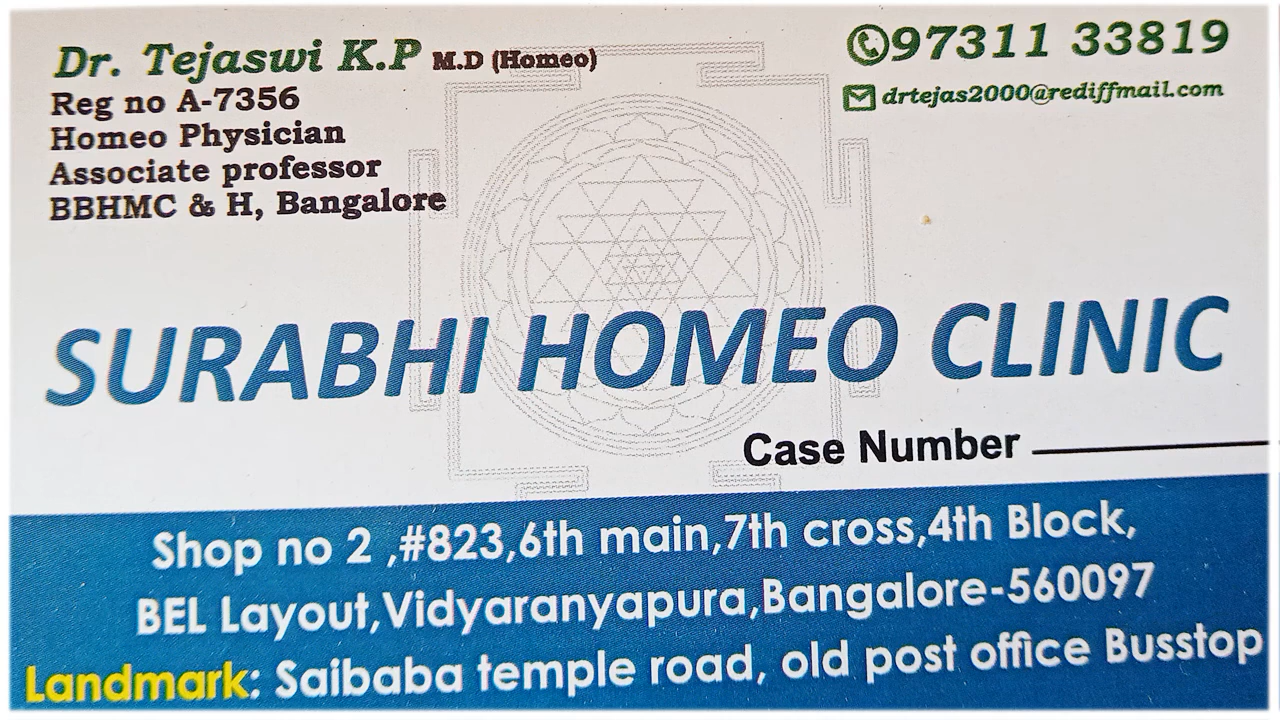 Dr. Tejaswi K.P M.D (Homeo)
Reg no A-7356
Homeo Physician
Associate professor
BBHMC & H, Bangalore
97311 33819
drtejas2000@rediffmail.com
SURABHI HOMEO CLINIC
Case Number
Shop no 2 ,#823,6th main,7th cross,4th Block,
BEL Layout,Vidyaranyapura,Bangalore-560097
Landmark: Saibaba temple road, old post office Busstop